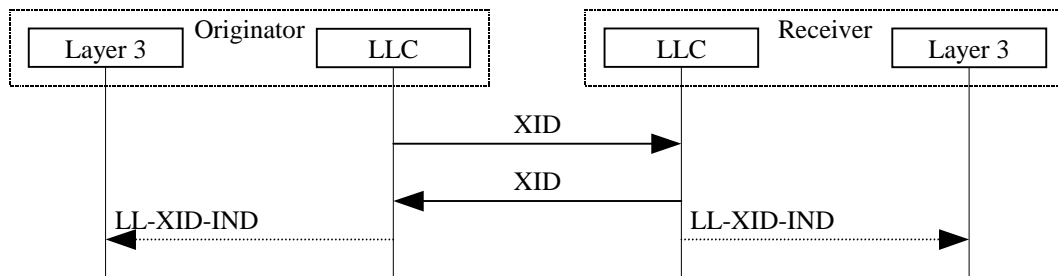 Originator
Receiver
Layer 3
LLC
LLC
Layer 3
XID
XID
LL-XID-IND
LL-XID-IND